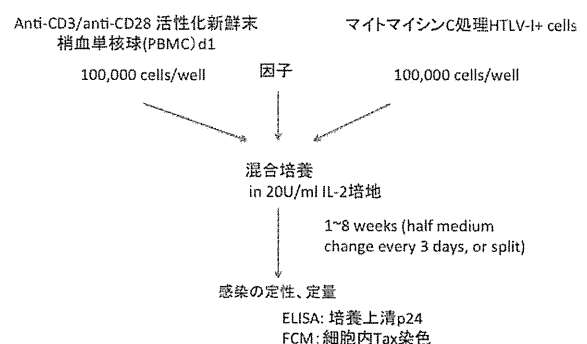 Anti-CD3/anti-CD28 活性化新鮮末
梢血単核球(PBMC)d1
100,000 cells/well
因子
マイトマイシンC処理HTLV-I+ cells
100,000 cells/well
混合培養
in 20U/ml IL-2培地
1~8 weeks (half medium
change every 3 days, or split)
感染の定性、定量
ELISA: 培養上清p24
FCM: 細胞内Tax染色